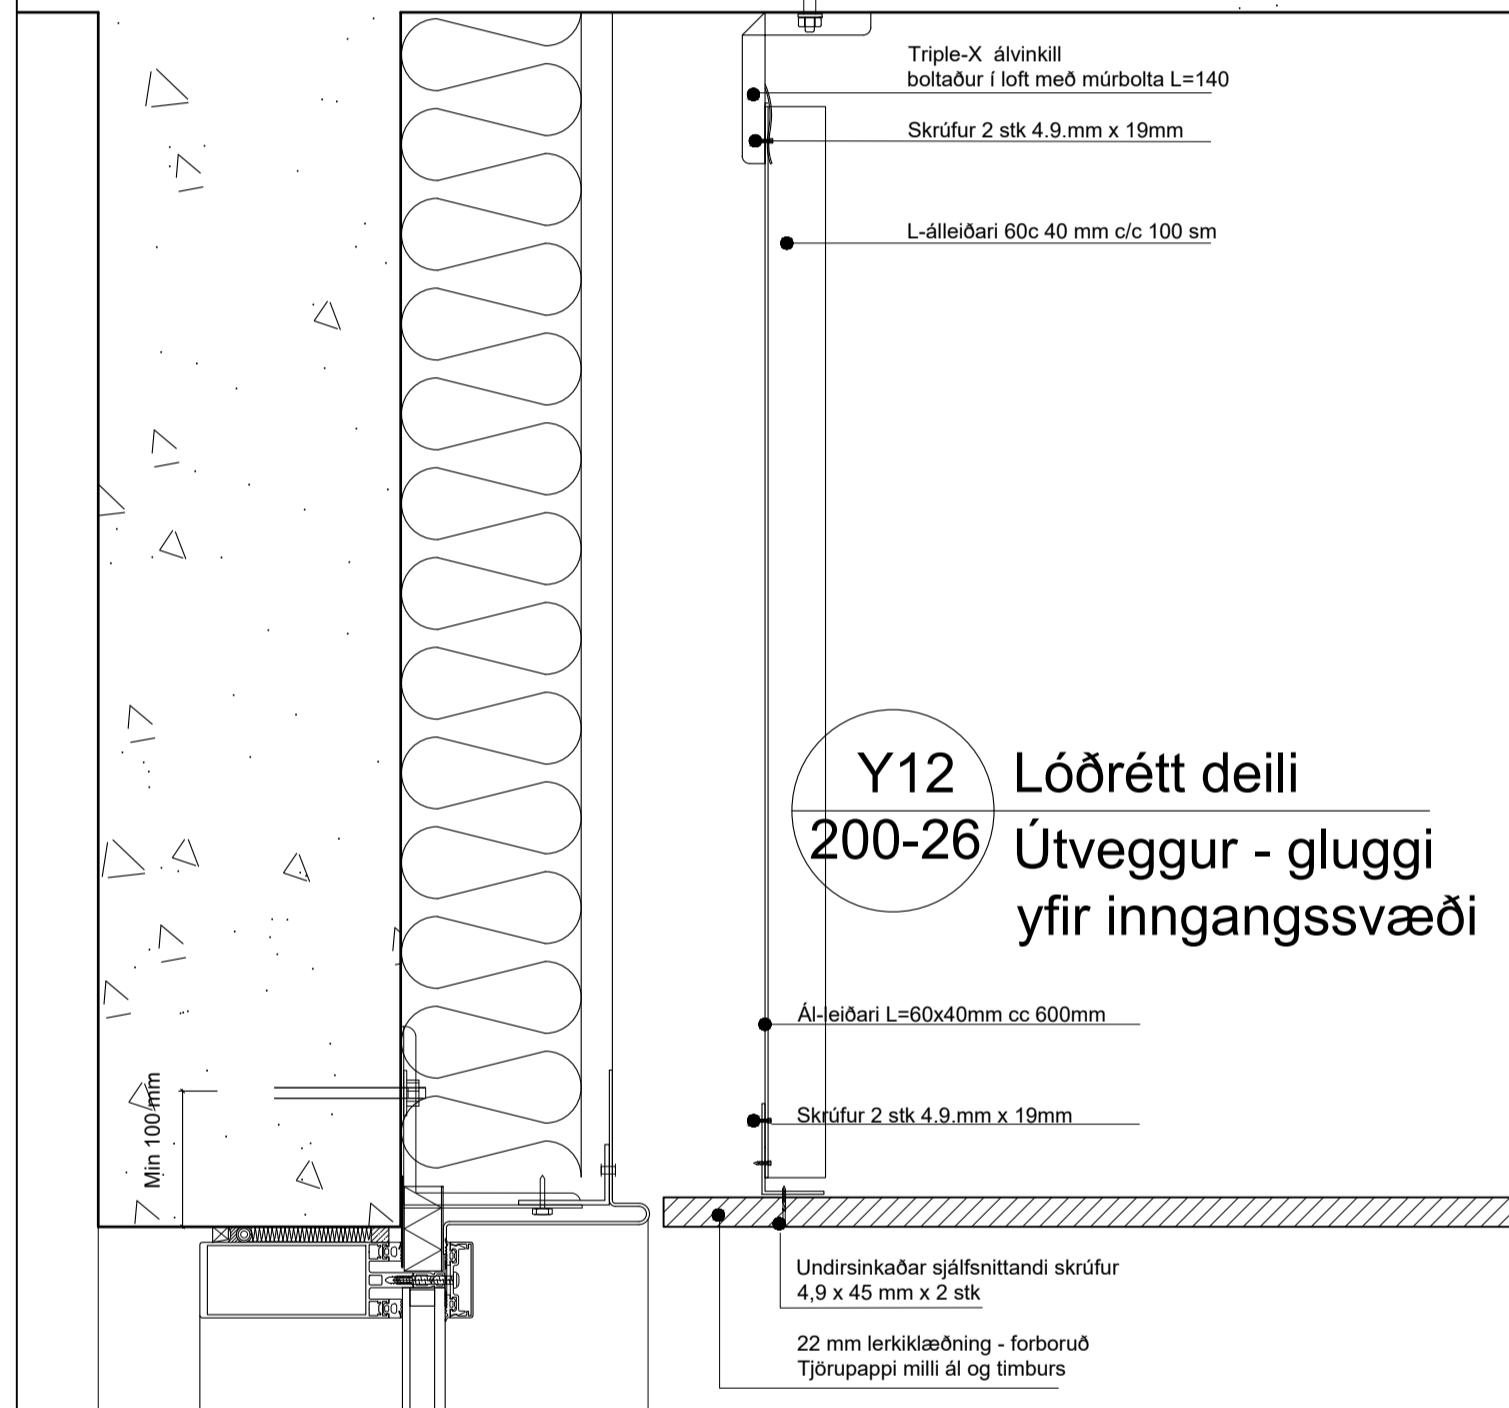 Triple-X álvinkill
boltaður í loft með múrbolta L=140
Skrúfur 2 stk 4.9.mm x 19mm
L-álleiðari 60c 40 mm c/c 100 sm
Y12
Lóðrétt deili
200-26
Útveggur - gluggi
yfir inngangssvæði
Ál-leiðari L=60x40mm cc 600mm
Min 100 mm
Skrúfur 2 stk 4.9.mm x 19mm
Undirsinkaðar sjálfsnittandi skrúfur
4,9 x 45 mm x 2 stk
22 mm lerkiklæðning - forboruð
Tjörupappi milli ál og timburs